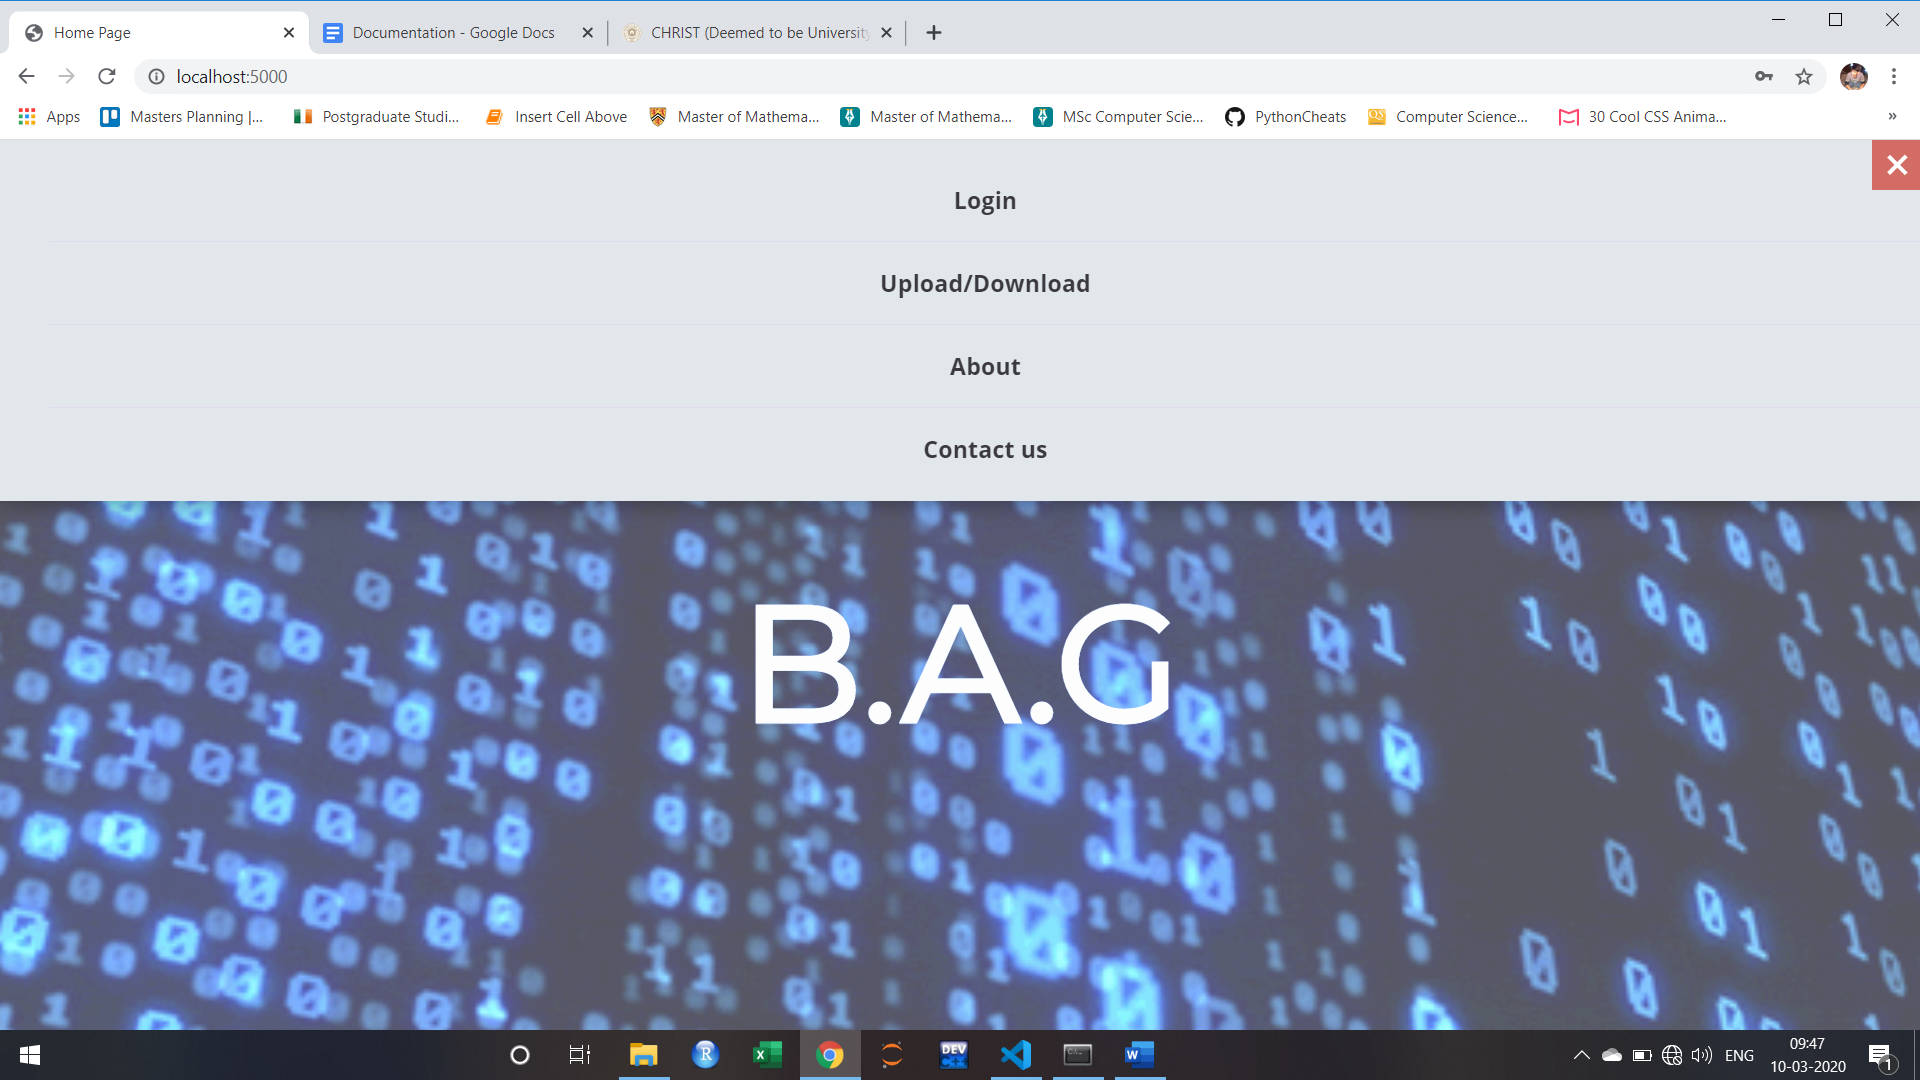 Home Page
Documentation - Google Docs
CHRIST (Deemed to be University
localhost:5000
Apps
Masters Planning |...
Postgraduate Studi...
Insert Cell Above
Master of Mathema...
Master of Mathema...
MSc Computer Scie...
PythonCheats
Computer Science...
30 Cool CSS Anima...
»
Login
Upload/Download
About
Contact us
B.A.G
ENG
09:47
10-03-2020
1